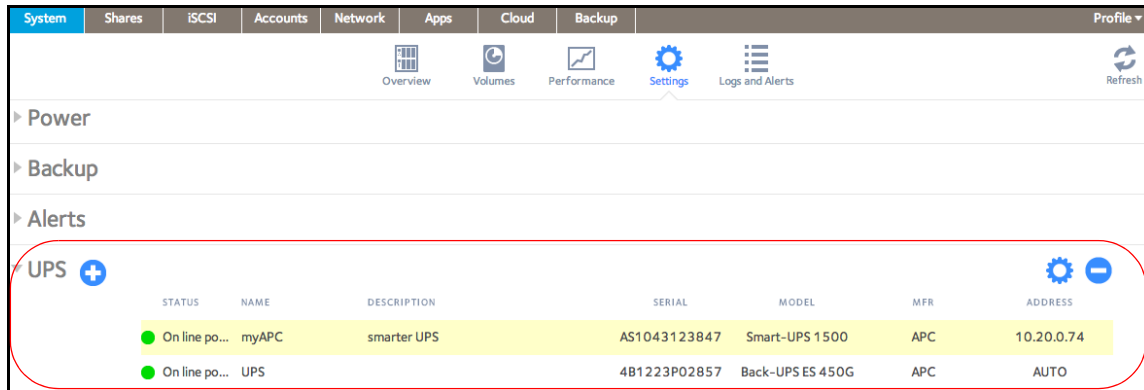 System Shares iSCSI Accounts Network Apps Cloud Backup Profile
Overview Volumes Performance Settings Logs and Alerts Refresh
Power
Backup
Alerts
UPS
STATUS NAME DESCRIPTION SERIAL MODEL MFR ADDRESS
On line po... myAPC smarter UPS AS1043123847 Smart-UPS 1500 APC 10.20.0.74
On line po... UPS 4B1223P02857 Back-UPS ES 450G APC AUTO